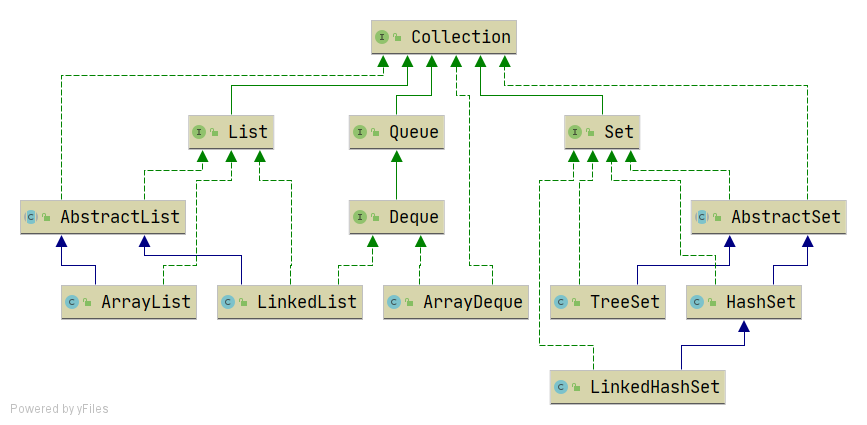 Collection
List
Queue
Set
AbstractList
Deque
AbstractSet
ArrayList
LinkedList
ArrayDeque
TreeSet
HashSet
LinkedHashSet
Powered by yFiles